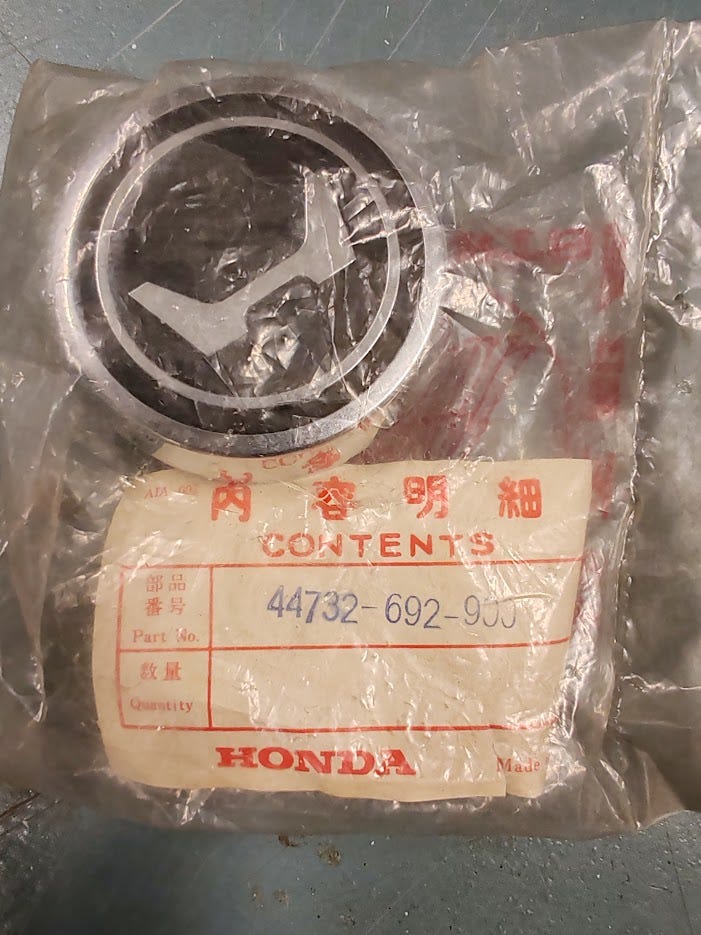 内容明細
CONTENTS
部品
番号
Part No.
44732-692-900
数量
Quantity
HONDA
Made